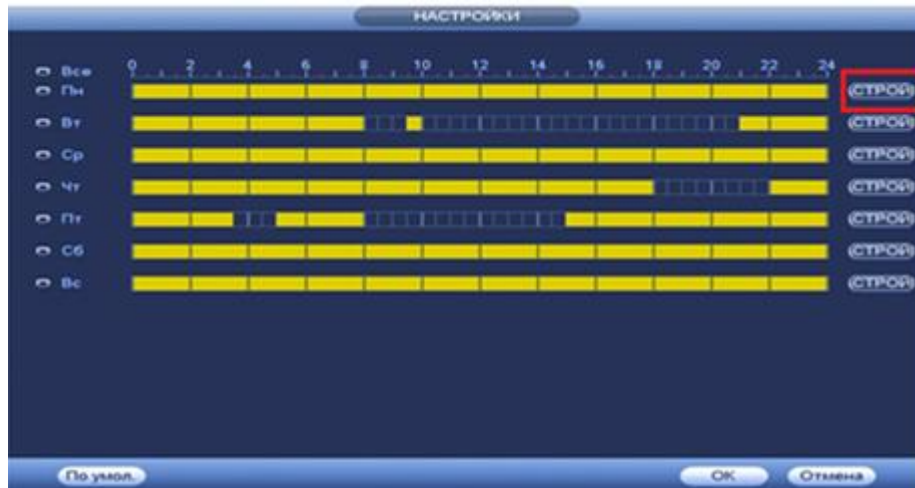 НАСТРОЙКИ
0 2 4 6 8 10 12 14 16 18 20 22 24
Все
Пн (СТРОЙ)
Вт (СТРОЙ)
Ср (СТРОЙ)
Чт (СТРОЙ)
Пт (СТРОЙ)
Сб (СТРОЙ)
Вс (СТРОЙ)
По умол. OK Отмена